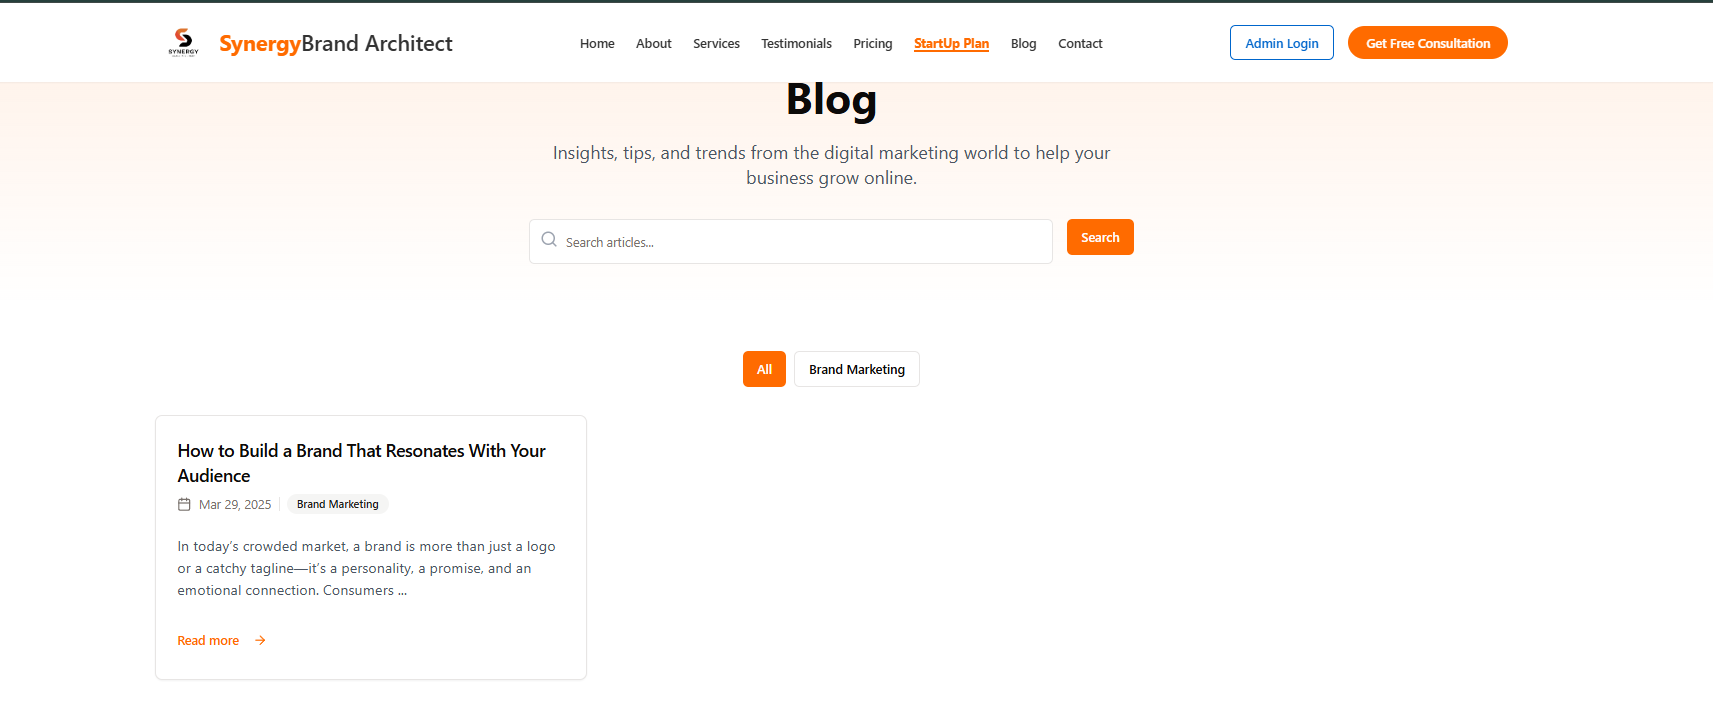 SYNERGY
SynergyBrand Architect
Home
About
Services
Testimonials
Pricing
StartUp Plan
Blog
Contact
Admin Login
Get Free Consultation
Blog
Insights, tips, and trends from the digital marketing world to help your
business grow online.
Search articles...
Search
All
Brand Marketing
How to Build a Brand That Resonates With Your
Audience
Mar 29, 2025
Brand Marketing
In today’s crowded market, a brand is more than just a logo
or a catchy tagline—it’s a personality, a promise, and an
emotional connection. Consumers ...
Read more